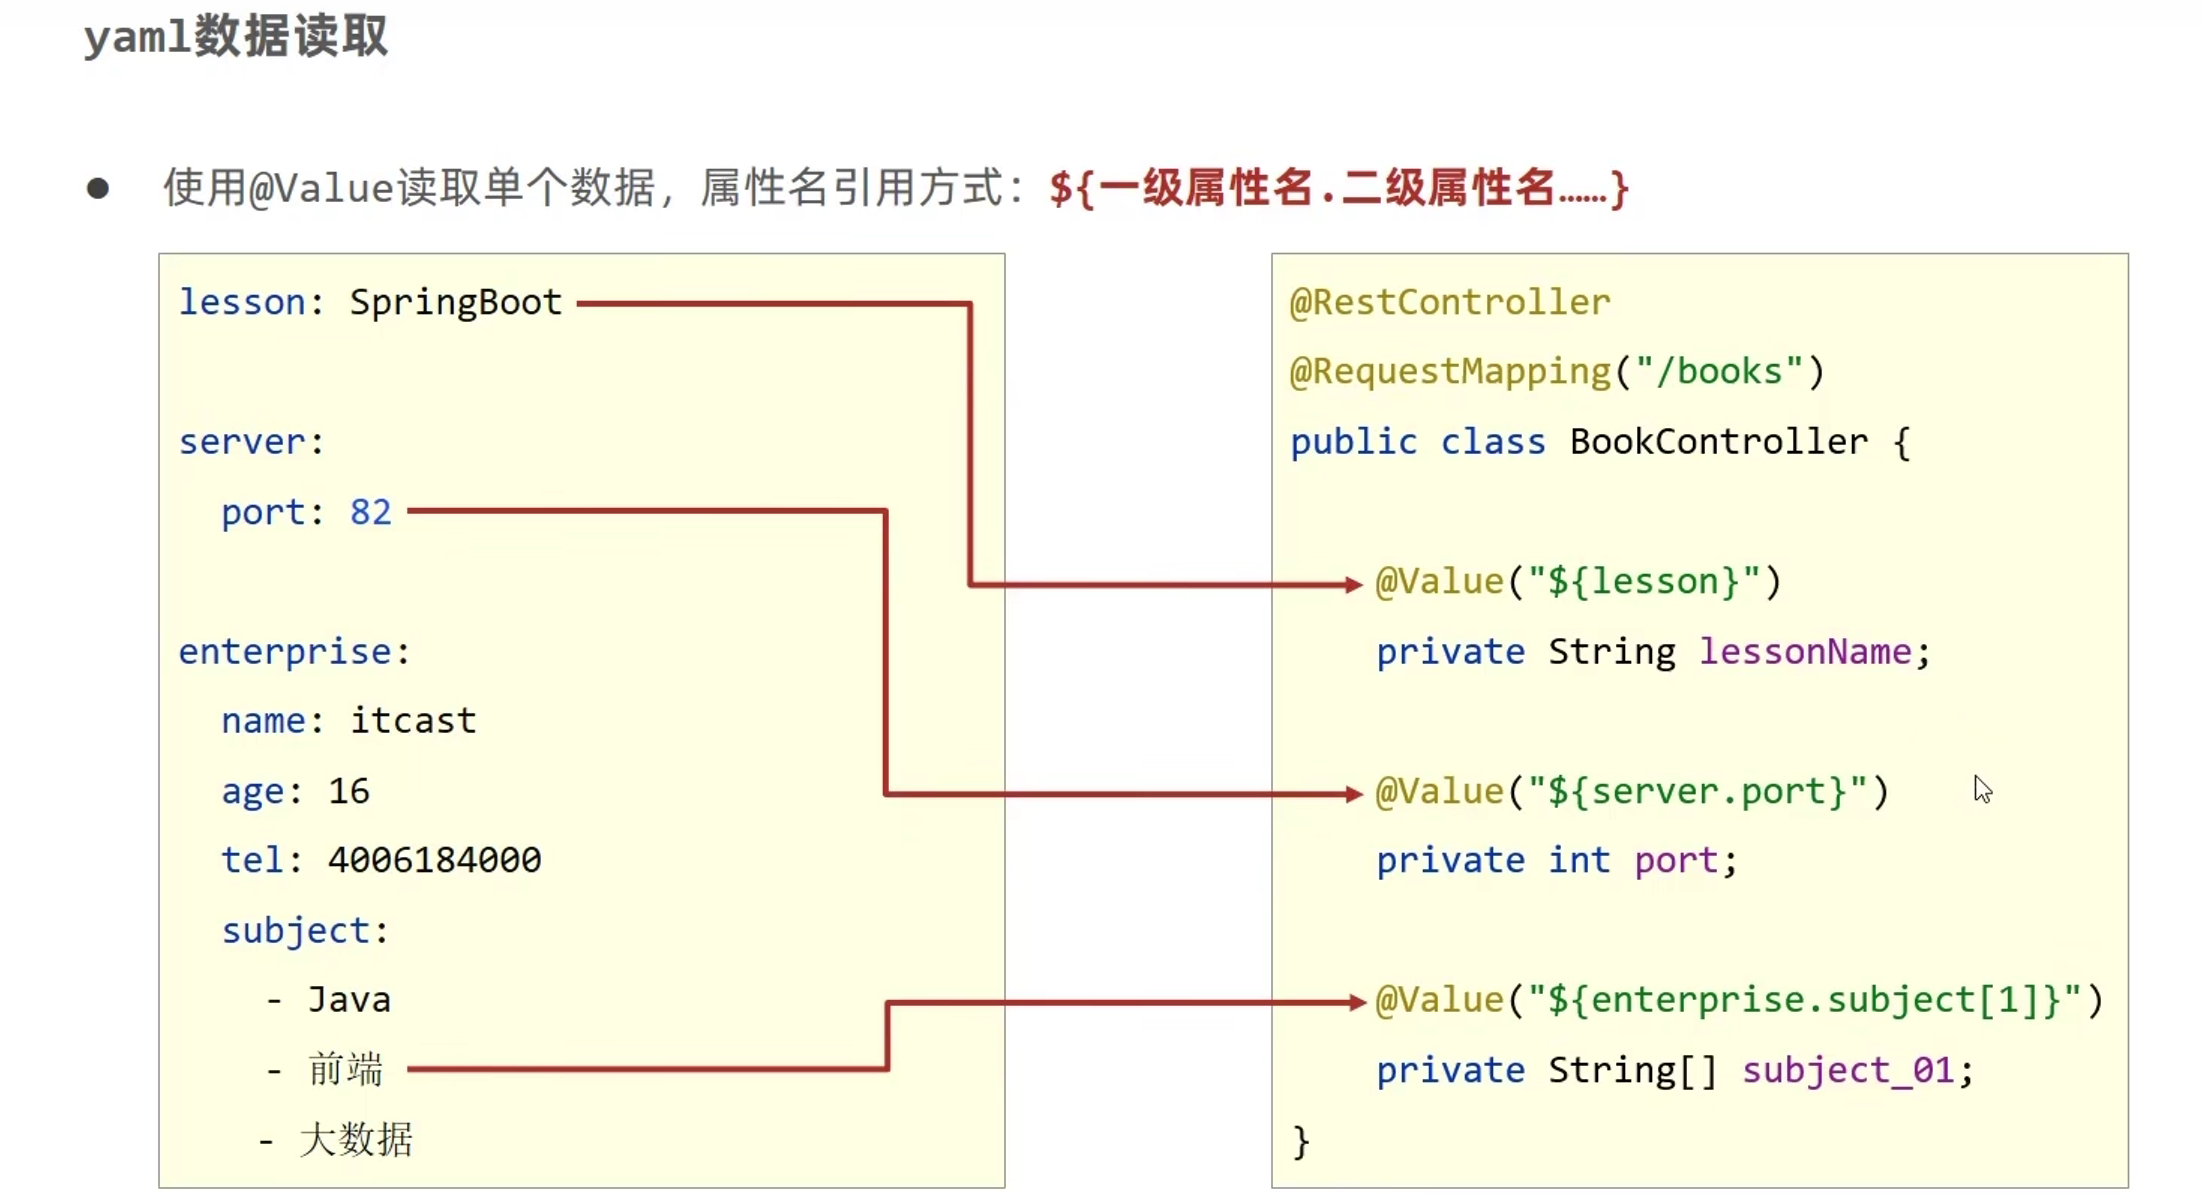 yaml数据读取
● 使用@Value读取单个数据，属性名引用方式：${一级属性名.二级属性名……}
lesson: SpringBoot
server:
  port: 82
enterprise:
  name: itcast
  age: 16
  tel: 4006184000
  subject:
    - Java
    - 前端
    - 大数据
@RestController
@RequestMapping("/books")
public class BookController {
    @Value("${lesson}")
    private String lessonName;
    @Value("${server.port}")
    private int port;
    @Value("${enterprise.subject[1]}")
    private String[] subject_01;
}